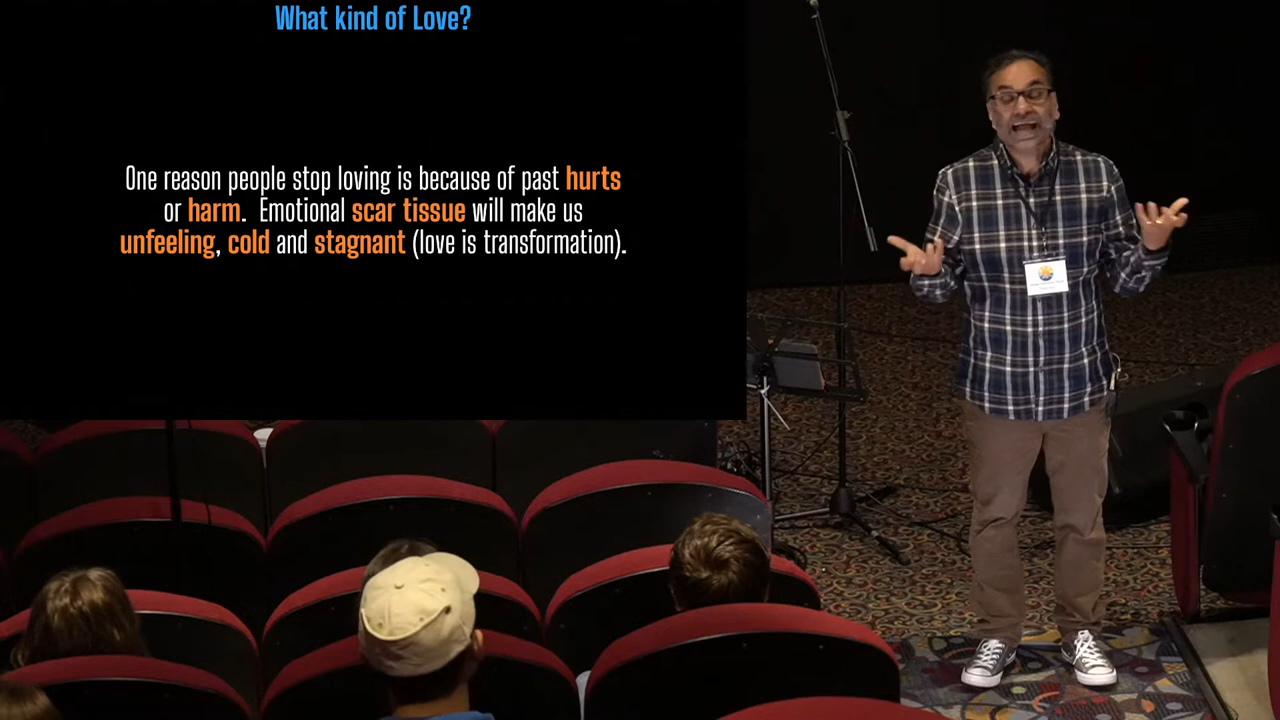 What kind of Love?
One reason people stop loving is because of past hurts
or harm.  Emotional scar tissue will make us
unfeeling, cold and stagnant (love is transformation).